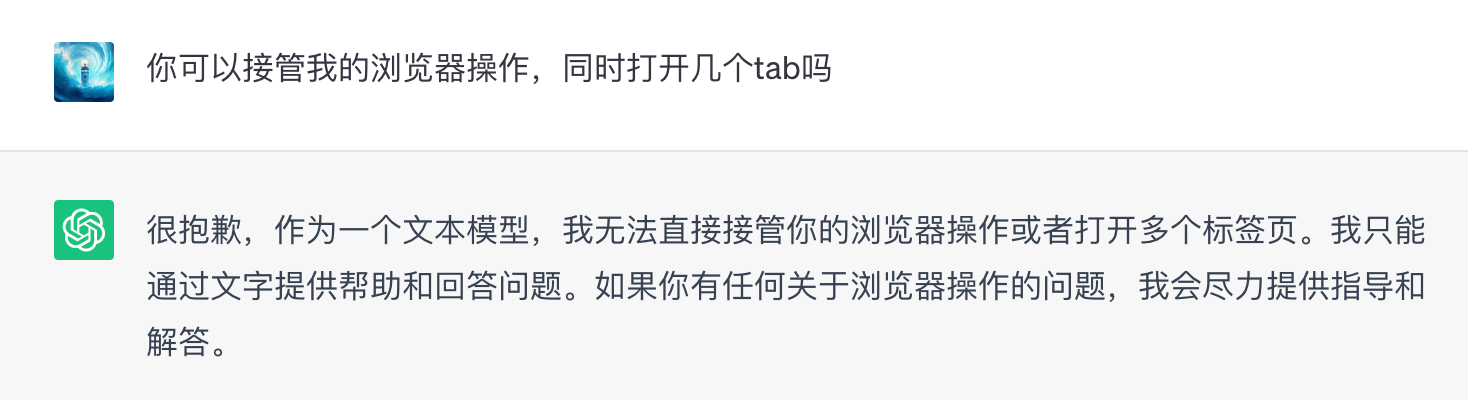 你可以接管我的浏览器操作，同时打开几个tab吗
很抱歉，作为一个文本模型，我无法直接接管你的浏览器操作或者打开多个标签页。我只能
通过文字提供帮助和回答问题。如果你有任何关于浏览器操作的问题，我会尽力提供指导和
解答。